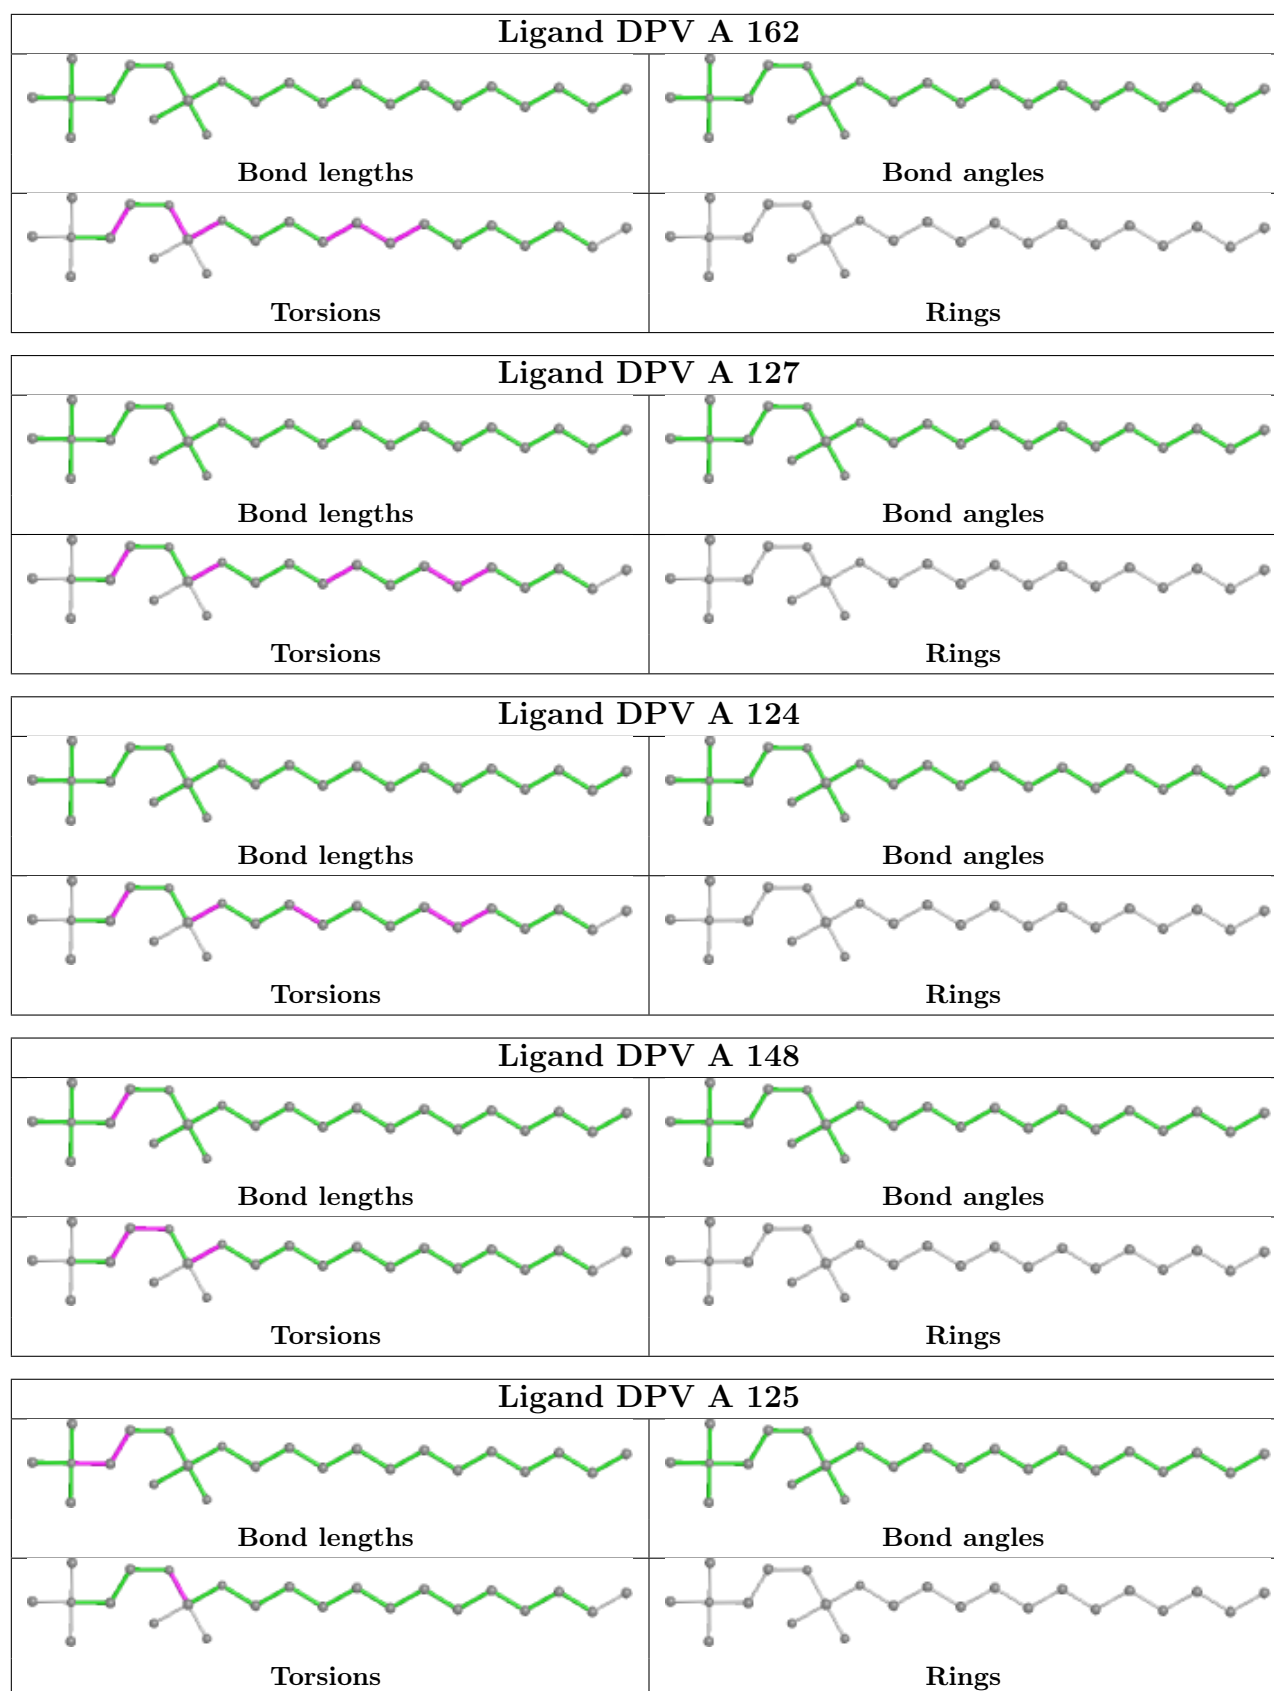 Ligand DPV A 162
Bond lengths
Bond angles
Torsions
Rings
Ligand DPV A 127
Bond lengths
Bond angles
Torsions
Rings
Ligand DPV A 124
Bond lengths
Bond angles
Torsions
Rings
Ligand DPV A 148
Bond lengths
Bond angles
Torsions
Rings
Ligand DPV A 125
Bond lengths
Bond angles
Torsions
Rings